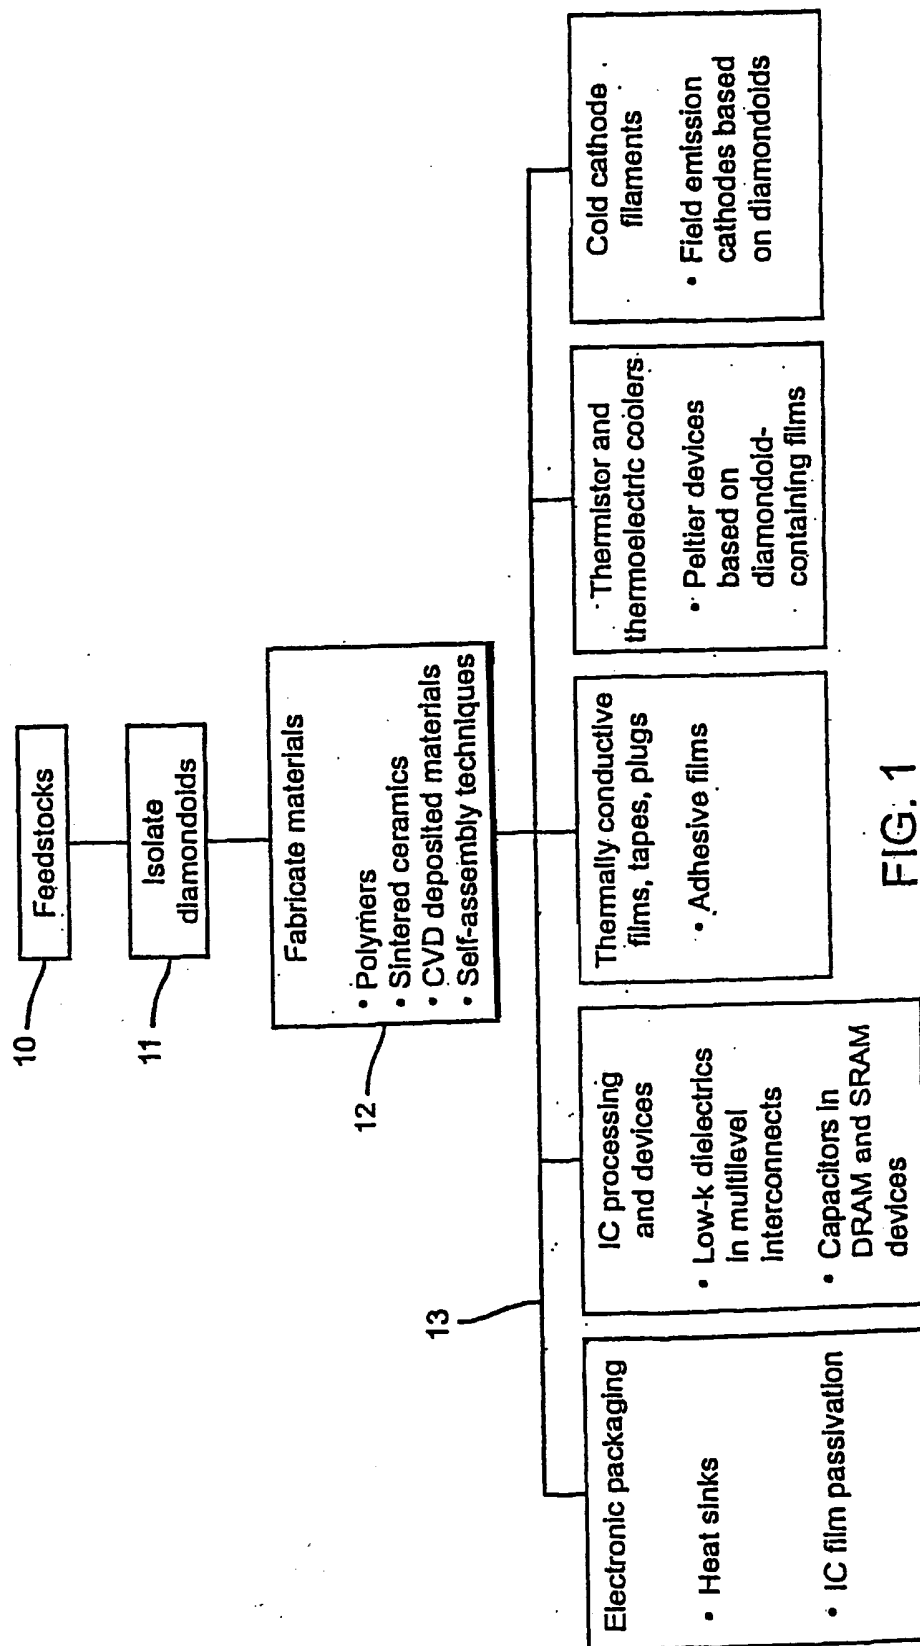 10
Feedstocks
11
Isolate
diamondoids
12
Fabricate materials
• Polymers
• Sintered ceramics
• CVD deposited materials
• Self-assembly techniques
13
Electronic packaging
• Heat sinks
• IC film passivation
IC processing
and devices
• Low-k dielectrics
in multilevel
interconnects
• Capacitors in
DRAM and SRAM
devices
Thermally conductive
films, tapes, plugs
• Adhesive films
Thermistor and
thermoelectric coolers
• Peltier devices
based on
diamondoid-
containing films
Cold cathode
filaments
• Field emission
cathodes based
on diamondoids
FIG. 1